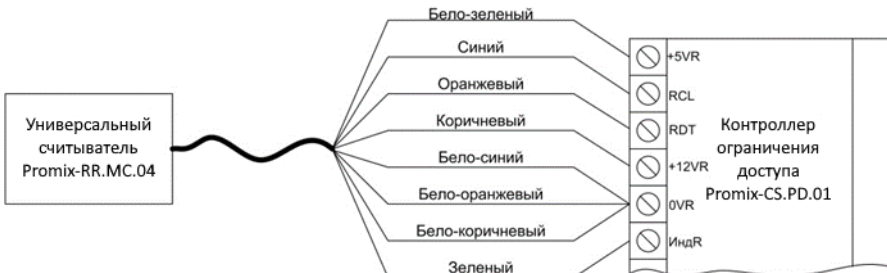 Бело-зеленый
Синий
Оранжевый
Коричневый
Бело-синий
Бело-оранжевый
Бело-коричневый
Зеленый
Универсальный
считыватель
Promix-RR.MC.04
+5VR
RCL
RDT
+12VR
0VR
ИндR
Контроллер
ограничения
доступа
Promix-CS.PD.01